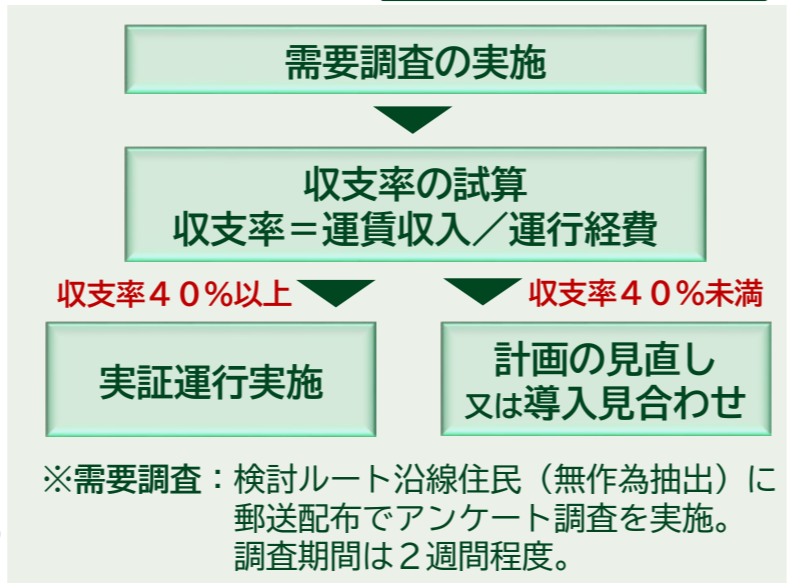 需要調査の実施
収支率の試算
収支率＝運賃収入／運行経費
収支率４０％以上
収支率４０％未満
実証運行実施
計画の見直し
又は導入見合わせ
※需要調査：検討ルート沿線住民（無作為抽出）に
郵送配布でアンケート調査を実施。
調査期間は２週間程度。